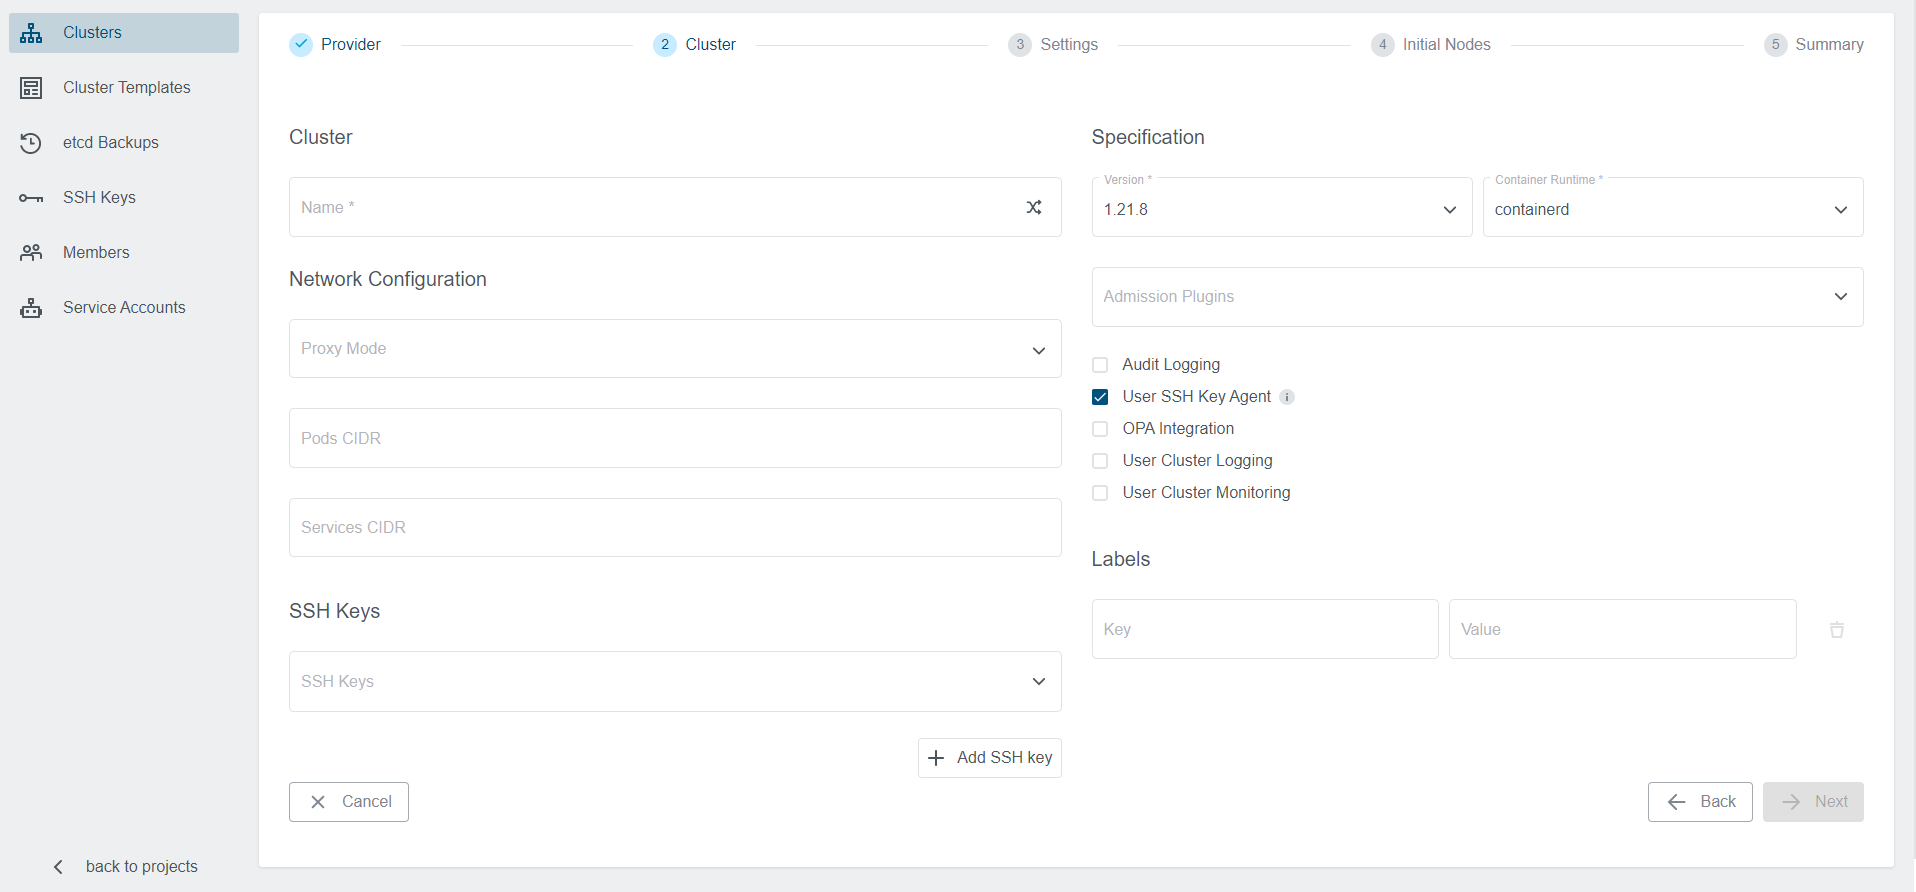 Clusters
Cluster Templates
etcd Backups
SSH Keys
Members
Service Accounts
back to projects
Provider
2 Cluster
3 Settings
4 Initial Nodes
5 Summary
Cluster
Name *
Network Configuration
Proxy Mode
Pods CIDR
Services CIDR
SSH Keys
SSH Keys
Add SSH key
Cancel
Specification
Version *
1.21.8
Container Runtime *
containerd
Admission Plugins
Audit Logging
User SSH Key Agent i
OPA Integration
User Cluster Logging
User Cluster Monitoring
Labels
Key
Value
Back
Next